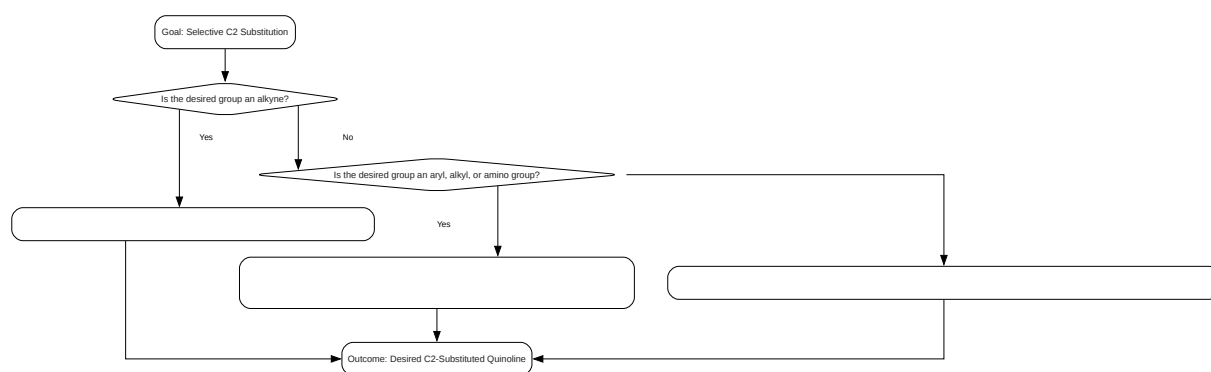 Goal: Selective C2 Substitution
Is the desired group an alkyne?
Yes
No
Is the desired group an aryl, alkyl, or amino group?
Yes
Outcome: Desired C2-Substituted Quinoline